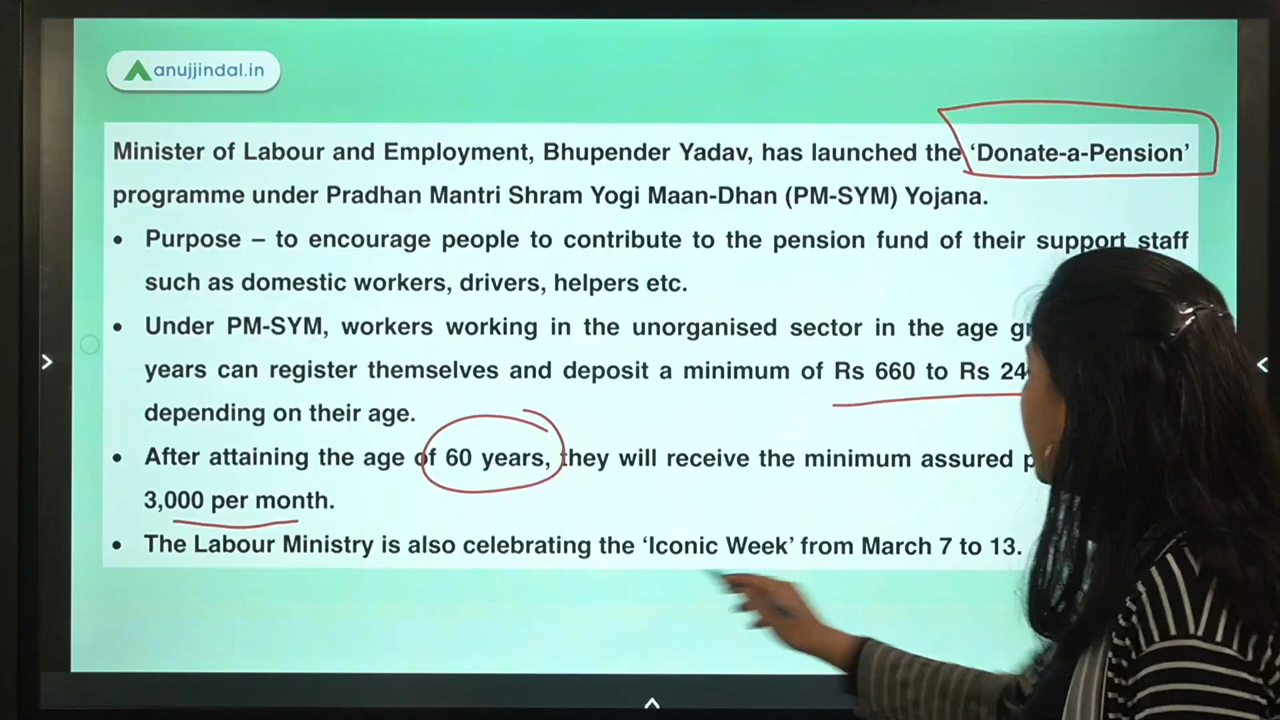 anujjindal.in
Minister of Labour and Employment, Bhupender Yadav, has launched the ‘Donate-a-Pension’
programme under Pradhan Mantri Shram Yogi Maan-Dhan (PM-SYM) Yojana.
• Purpose – to encourage people to contribute to the pension fund of their support staff
such as domestic workers, drivers, helpers etc.
• Under PM-SYM, workers working in the unorganised sector in the age
years can register themselves and deposit a minimum of Rs 660 to Rs
depending on their age.
• After attaining the age of 60 years, they will receive the minimum assured
3,000 per month.
• The Labour Ministry is also celebrating the ‘Iconic Week’ from March 7 to 13.